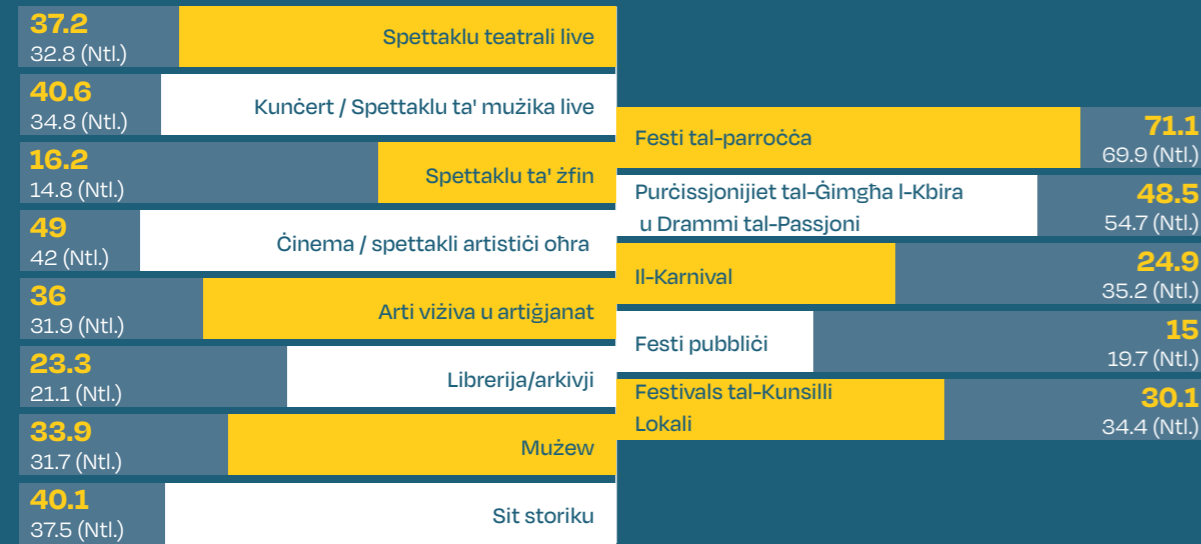 37.2
32.8 (Ntl.)
Spettaklu teatrali live
40.6
34.8 (Ntl.)
Kunċert / Spettaklu ta' mużika live
16.2
14.8 (Ntl.)
Spettaklu ta' żfin
49
42 (Ntl.)
Ċinema / spettakli artistiċi oħra
36
31.9 (Ntl.)
Arti viżiva u artiġjanat
23.3
21.1 (Ntl.)
Librerija/arkivji
33.9
31.7 (Ntl.)
Mużew
40.1
37.5 (Ntl.)
Sit storiku
Festi tal-parroċċa
71.1
69.9 (Ntl.)
Purċissjonijiet tal-Ġimgħa l-Kbira
u Drammi tal-Passjoni
48.5
54.7 (Ntl.)
Il-Karnival
24.9
35.2 (Ntl.)
Festi pubbliċi
15
19.7 (Ntl.)
Festivals tal-Kunsilli
Lokali
30.1
34.4 (Ntl.)